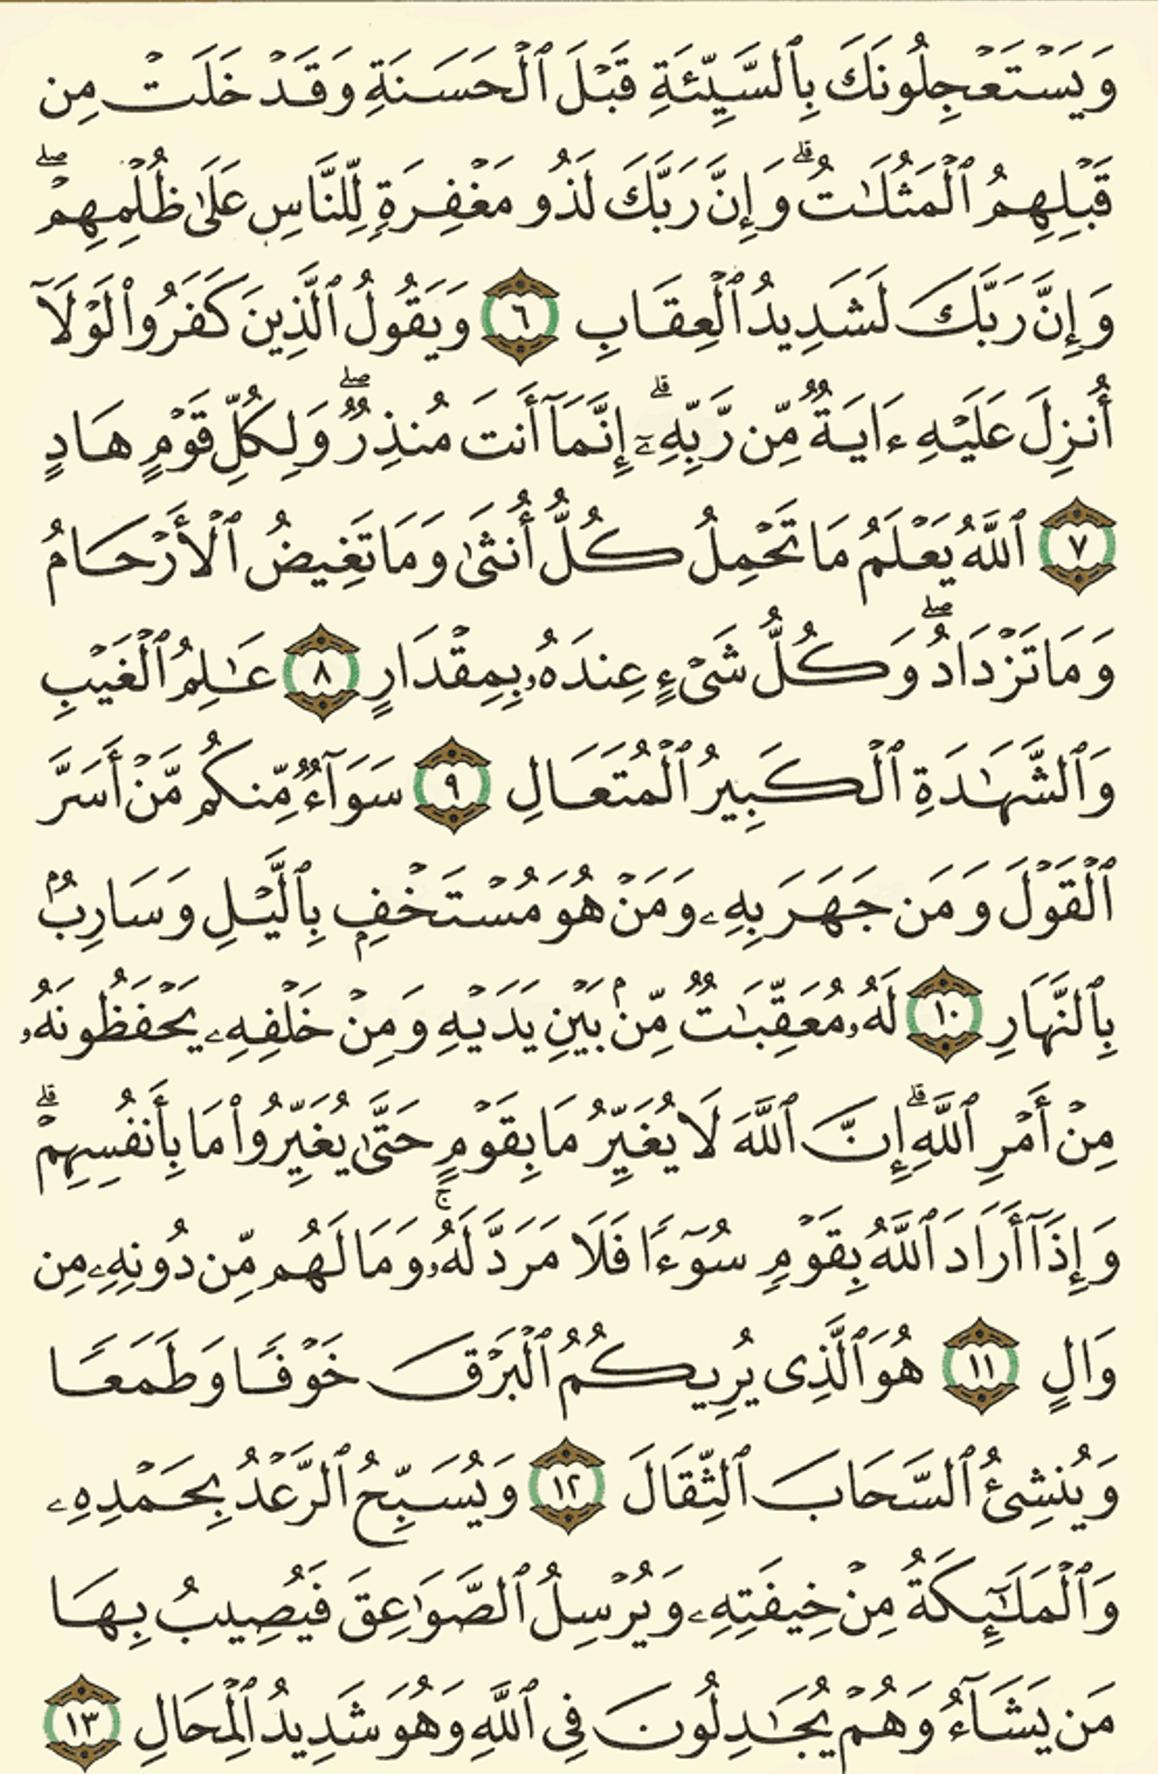 وَيَسْتَعْجِلُونَكَ بِٱلسَّيِّئَةِ قَبْلَ ٱلْحَسَنَةِ وَقَدْ خَلَتْ مِن
قَبْلِهِمُ ٱلْمَثُلَٰتُ ۗ وَإِنَّ رَبَّكَ لَذُو مَغْفِرَةٍ لِّلنَّاسِ عَلَىٰ ظُلْمِهِمْ ۖ
وَإِنَّ رَبَّكَ لَشَدِيدُ ٱلْعِقَابِ ٦ وَيَقُولُ ٱلَّذِينَ كَفَرُوا۟ لَوْلَآ
أُنزِلَ عَلَيْهِ ءَايَةٌ مِّن رَّبِّهِۦٓ ۗ إِنَّمَآ أَنتَ مُنذِرٌ ۖ وَلِكُلِّ قَوْمٍ هَادٍ
٧ ٱللَّهُ يَعْلَمُ مَا تَحْمِلُ كُلُّ أُنثَىٰ وَمَا تَغِيضُ ٱلْأَرْحَامُ
وَمَا تَزْدَادُ ۖ وَكُلُّ شَىْءٍ عِندَهُۥ بِمِقْدَارٍ ٨ عَٰلِمُ ٱلْغَيْبِ
وَٱلشَّهَٰدَةِ ٱلْكَبِيرُ ٱلْمُتَعَالِ ٩ سَوَآءٌ مِّنكُم مَّنْ أَسَرَّ
ٱلْقَوْلَ وَمَن جَهَرَ بِهِۦ وَمَنْ هُوَ مُسْتَخْفٍۭ بِٱلَّيْلِ وَسَارِبٌۢ
بِٱلنَّهَارِ ١٠ لَهُۥ مُعَقِّبَٰتٌ مِّنۢ بَيْنِ يَدَيْهِ وَمِنْ خَلْفِهِۦ يَحْفَظُونَهُۥ
مِنْ أَمْرِ ٱللَّهِ ۗ إِنَّ ٱللَّهَ لَا يُغَيِّرُ مَا بِقَوْمٍ حَتَّىٰ يُغَيِّرُوا۟ مَا بِأَنفُسِهِمْ ۗ
وَإِذَآ أَرَادَ ٱللَّهُ بِقَوْمٍ سُوٓءًا فَلَا مَرَدَّ لَهُۥ ۚ وَمَا لَهُم مِّن دُونِهِۦ مِن
وَالٍ ١١ هُوَ ٱلَّذِى يُرِيكُمُ ٱلْبَرْقَ خَوْفًا وَطَمَعًا
وَيُنشِئُ ٱلسَّحَابَ ٱلثِّقَالَ ١٢ وَيُسَبِّحُ ٱلرَّعْدُ بِحَمْدِهِۦ
وَٱلْمَلَٰٓئِكَةُ مِنْ خِيفَتِهِۦ وَيُرْسِلُ ٱلصَّوَٰعِقَ فَيُصِيبُ بِهَا
مَن يَشَآءُ وَهُمْ يُجَٰدِلُونَ فِى ٱللَّهِ وَهُوَ شَدِيدُ ٱلْمِحَالِ ١٣